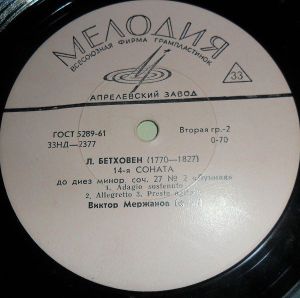 МЕЛОДИЯ
ВСЕСОЮЗНАЯ ФИРМА ГРАМПЛАСТИНОК
33
АПРЕЛЕВСКИЙ ЗАВОД
ГОСТ 5289-61
33НД—2377
Вторая гр.-2
0-70
Л. БЕТХОВЕН (1770—1827)
14-я СОНАТА
до диез минор, соч. 27 № 2 «Лунная»
1. Adagio sostenuto
2. Allegretto 3. Presto
Виктор Мержанов